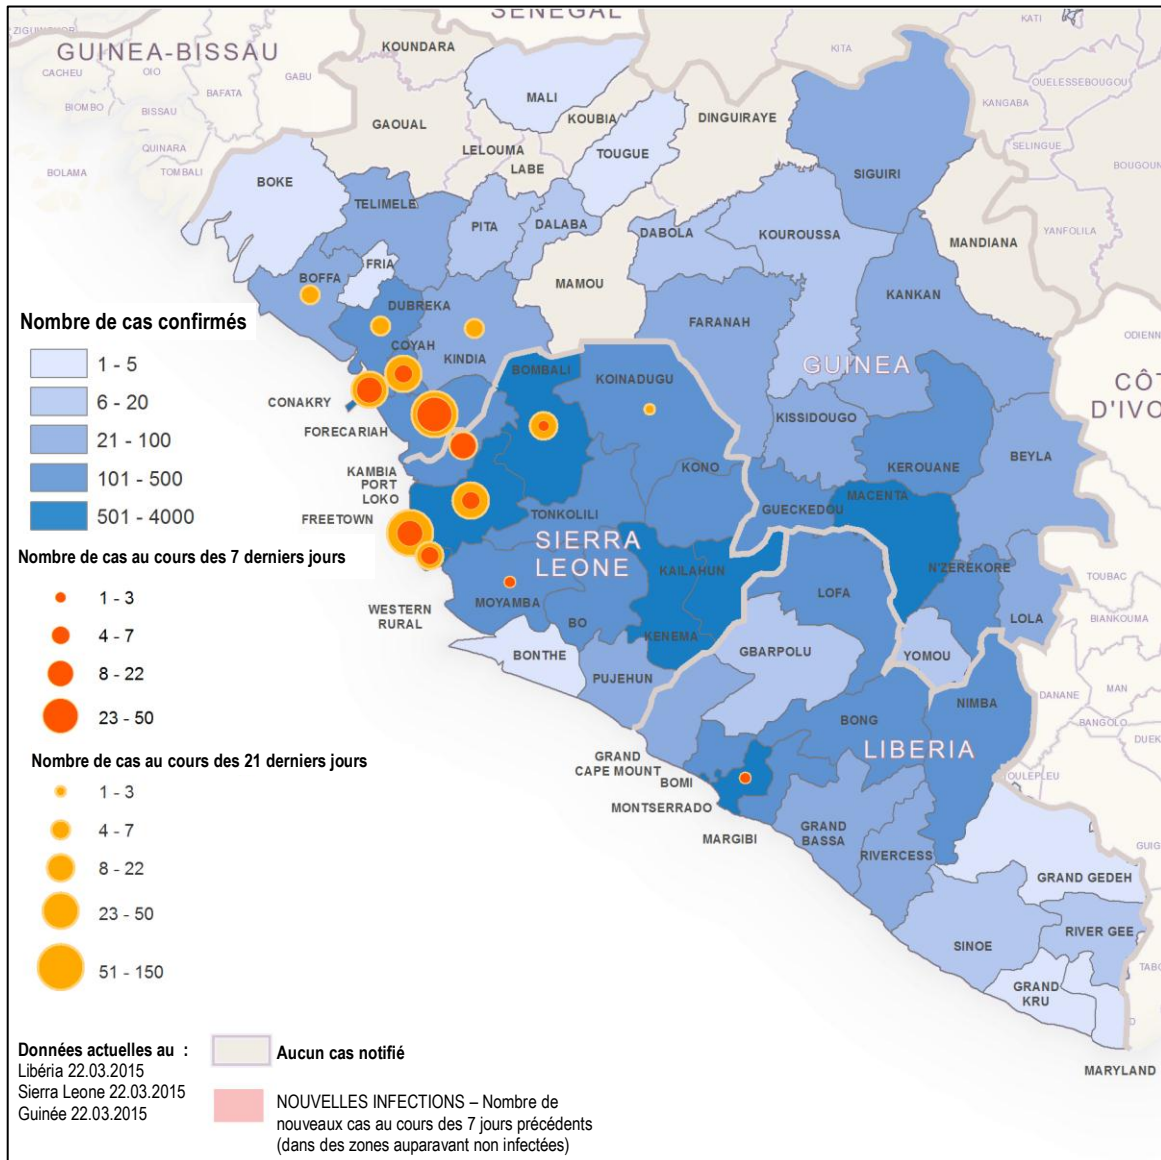 SENEGAL
ZIGUINCHOR
GUINEA-BISSAU
KOUNDARA
KITA
KATI
CACHEU
OIO
GABU
BAFATA
BIOMBO
BISSAU
QUINARA
TOMBALI
BOLAMA
MALI
KOUBIA
GAOUAL
LELOUMA
LABE
TOUGUE
DINGUIRAYE
OUELESSEBOUGOU
KANGABA
SELINGUE
BOUGOUN
BOKE
SIGUIRI
TELIMELE
PITA
DALABA
DABOLA
KOUROUSSA
MANDIANA
YANFOLILA
FRIA
BOFFA
MAMOU
KANKAN
DUBREKA
FARANAH
ODIENN
COYAH
KINDIA
BOMBALI
KOINADUGU
GUINEA
CÔT
D'IVO
CONAKRY
FORECARIAH
KISSIDOUGO
BEYLA
KEROUANE
KAMBIA
PORT
LOKO
KONO
MACENTA
GUECKEDOU
FREETOWN
TONKOLILI
SIERRA
LEONE
KAILAHUN
N'ZEREKORE
TOUBAC
BIANKOUMA
LOFA
LOLA
MOYAMBA
WESTERN
RURAL
BO
KENEMA
BONTHE
GBARPOLU
YOMOU
PUJEHUN
NIMBA
DANANE
MAN
BANGOLO
DUEK
BONG
LIBERIA
GRAND
CAPE MOUNT
BOMI
MONTSERRADO
MARGIBI
OULEPLEU
GRAND
BASSA
RIVERCESS
GUIG
GRAND GEDEH
SINOE
RIVER GEE
TABO
GRAND
KRU
MARYLAND
Nombre de cas confirmés
1 - 5
6 - 20
21 - 100
101 - 500
501 - 4000
Nombre de cas au cours des 7 derniers jours
1 - 3
4 - 7
8 - 22
23 - 50
Nombre de cas au cours des 21 derniers jours
1 - 3
4 - 7
8 - 22
23 - 50
51 - 150
Données actuelles au :
Libéria 22.03.2015
Sierra Leone 22.03.2015
Guinée 22.03.2015
Aucun cas notifié
NOUVELLES INFECTIONS – Nombre de
nouveaux cas au cours des 7 jours précédents
(dans des zones auparavant non infectées)